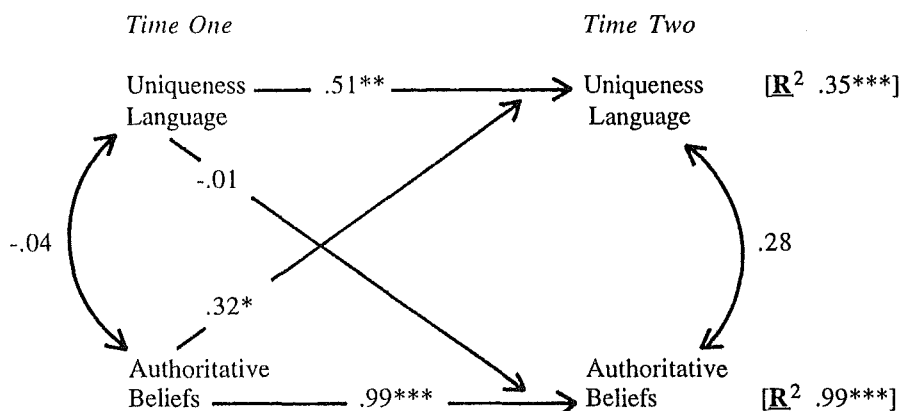 Time One Time Two
Uniqueness .51** Uniqueness [R² .35***]
Language Language
-.01
-.04 .28
.32*
Authoritative Authoritative
Beliefs .99*** Beliefs [R² .99***]